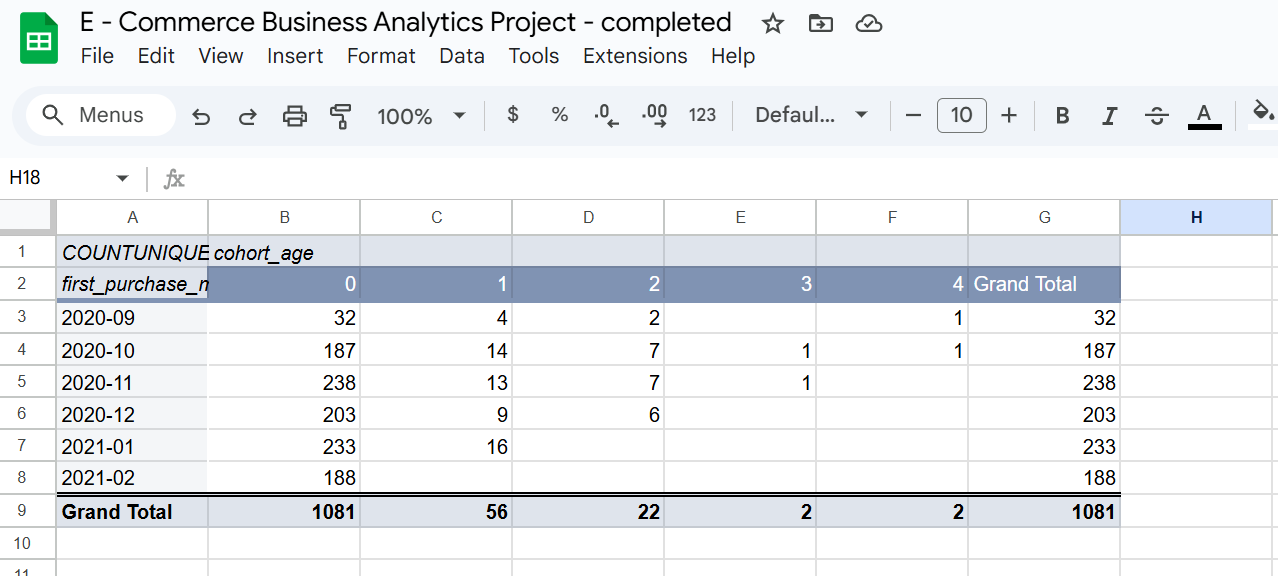 E - Commerce Business Analytics Project - completed
File Edit View Insert Format Data Tools Extensions Help
Menus 100% $ % .0 .00 123 Defaul... 10 B I S A
H18 fx
A B C D E F G H
1 COUNTUNIQUE cohort_age
2 first_purchase_n 0 1 2 3 4 Grand Total
3 2020-09 32 4 2 1 32
4 2020-10 187 14 7 1 1 187
5 2020-11 238 13 7 1 238
6 2020-12 203 9 6 203
7 2021-01 233 16 233
8 2021-02 188 188
9 Grand Total 1081 56 22 2 2 1081
10
11